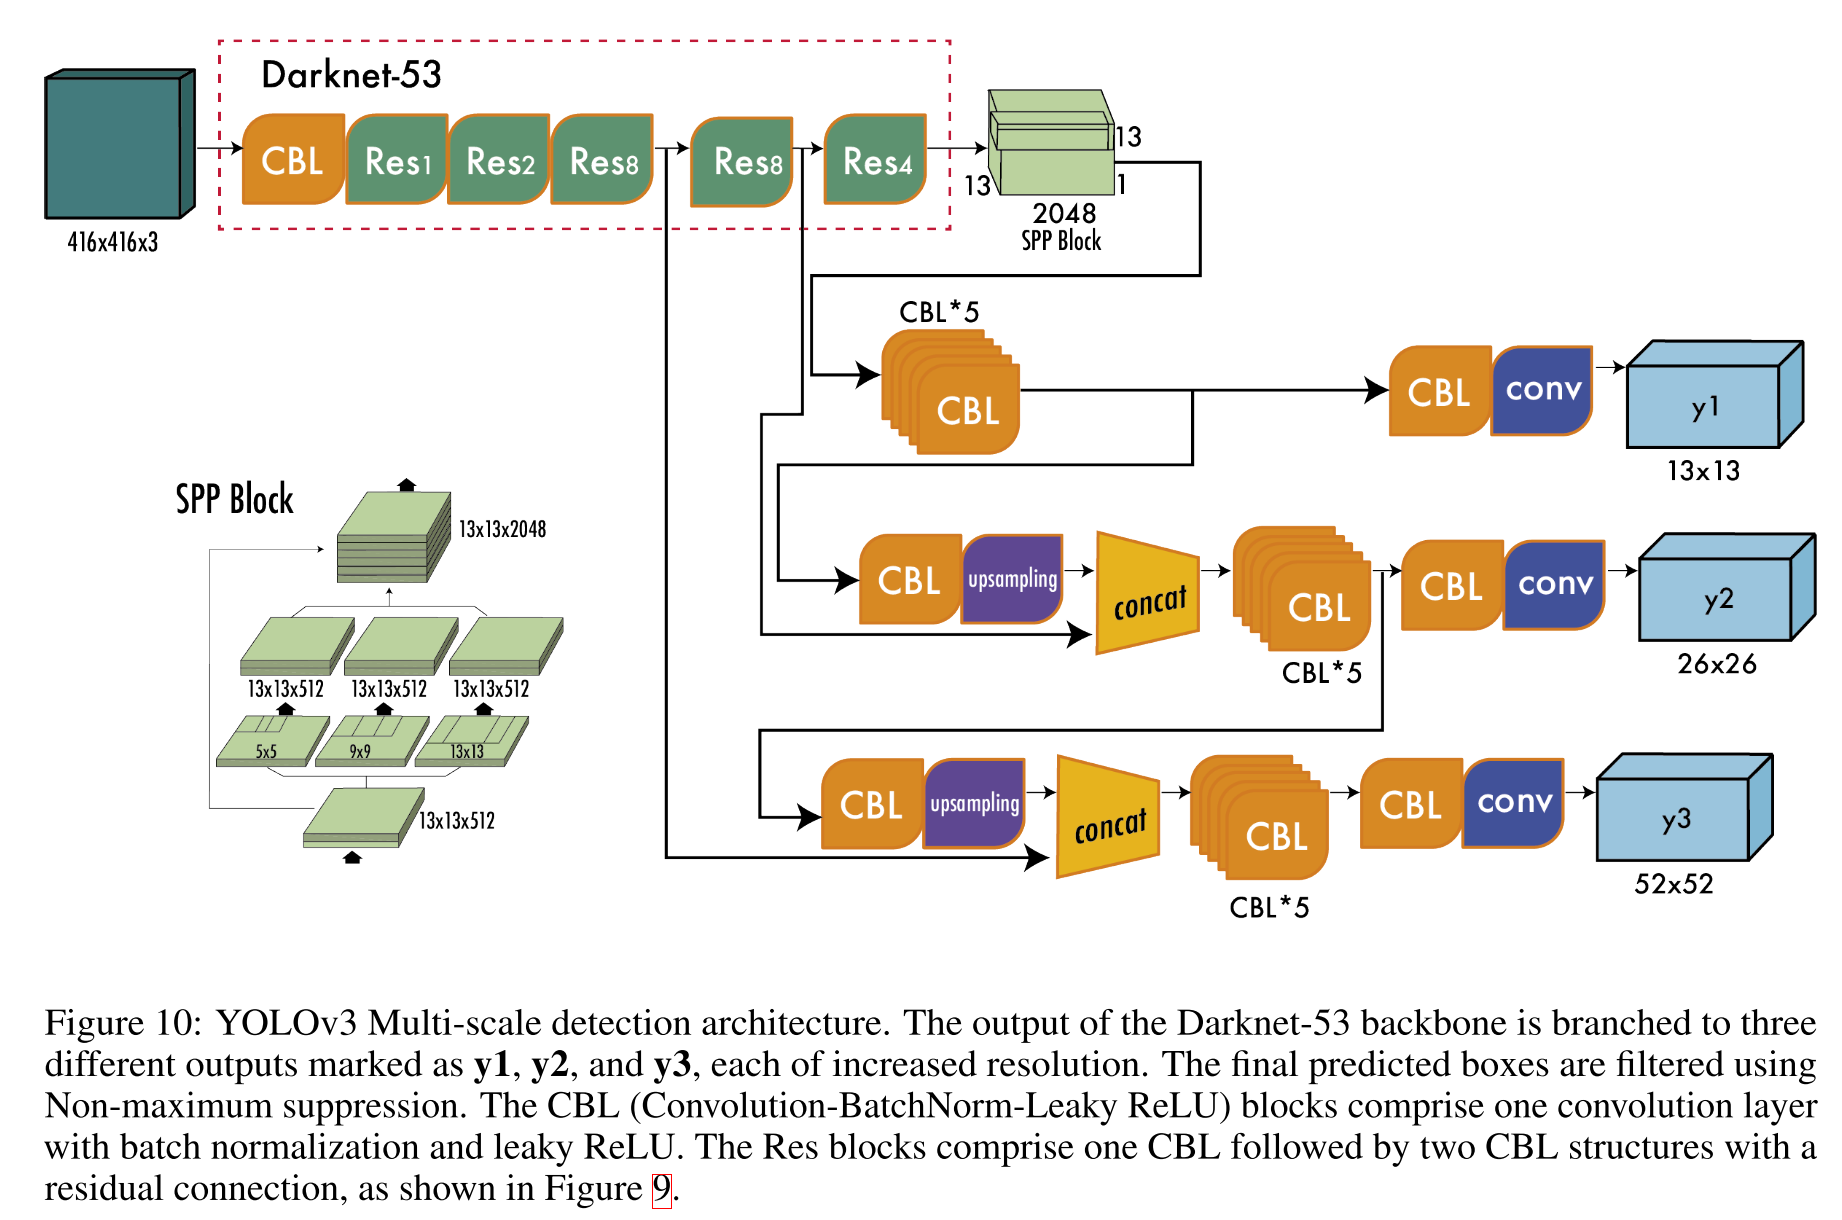 Darknet-53
CBL
Res1
Res2
Res8
Res8
Res4
416x416x3
13
13
1
2048
SPP Block
CBL*5
CBL
CBL
conv
y1
13x13
SPP Block
13x13x2048
13x13x512
13x13x512
13x13x512
5x5
9x9
13x13
13x13x512
CBL
upsampling
concat
CBL
CBL*5
CBL
conv
y2
26x26
CBL
upsampling
concat
CBL
CBL*5
CBL
conv
y3
52x52
Figure 10: YOLOv3 Multi-scale detection architecture. The output of the Darknet-53 backbone is branched to three
different outputs marked as y1, y2, and y3, each of increased resolution. The final predicted boxes are filtered using
Non-maximum suppression. The CBL (Convolution-BatchNorm-Leaky ReLU) blocks comprise one convolution layer
with batch normalization and leaky ReLU. The Res blocks comprise one CBL followed by two CBL structures with a
residual connection, as shown in Figure 9.